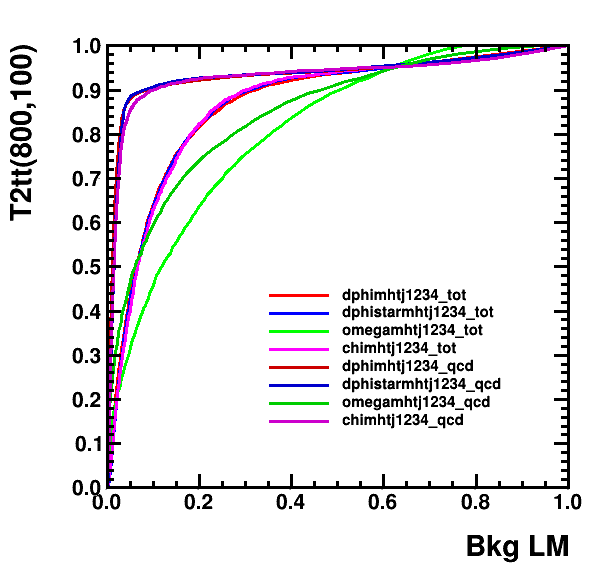 T2tt(800,100)
1.0
0.9
0.8
0.7
0.6
0.5
0.4
0.3
0.2
0.1
0.0
dphimhtj1234_tot
dphistarmhtj1234_tot
omegamhtj1234_tot
chimhtj1234_tot
dphimhtj1234_qcd
dphistarmhtj1234_qcd
omegamhtj1234_qcd
chimhtj1234_qcd
0.0 0.2 0.4 0.6 0.8 1.0
Bkg LM